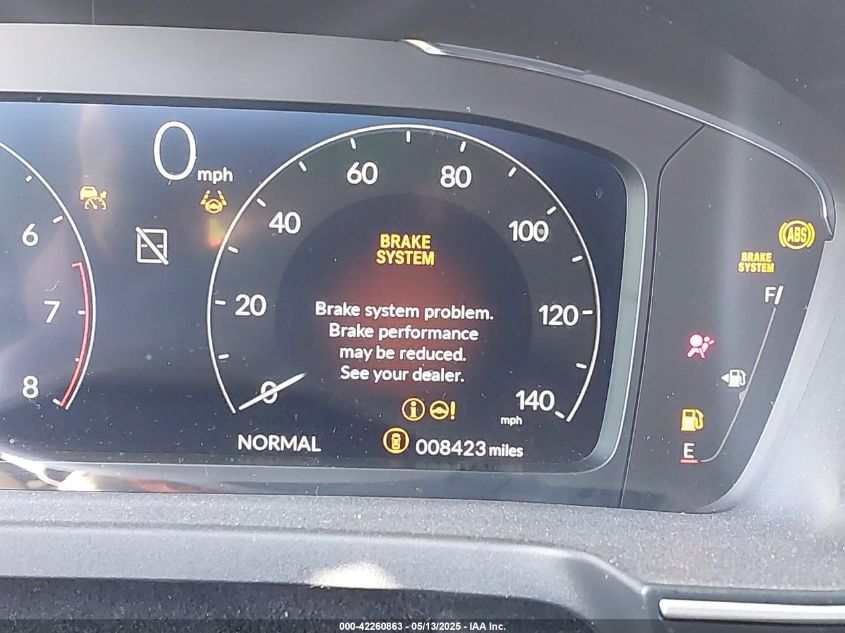 0 mph
6
7
8
0
20
40
60
80
100
120
140
mph
BRAKE
SYSTEM
Brake system problem.
Brake performance
may be reduced.
See your dealer.
i !
NORMAL
008423 miles
ABS
BRAKE
SYSTEM
F
E
000-42260863 - 05/13/2025 - IAA Inc.